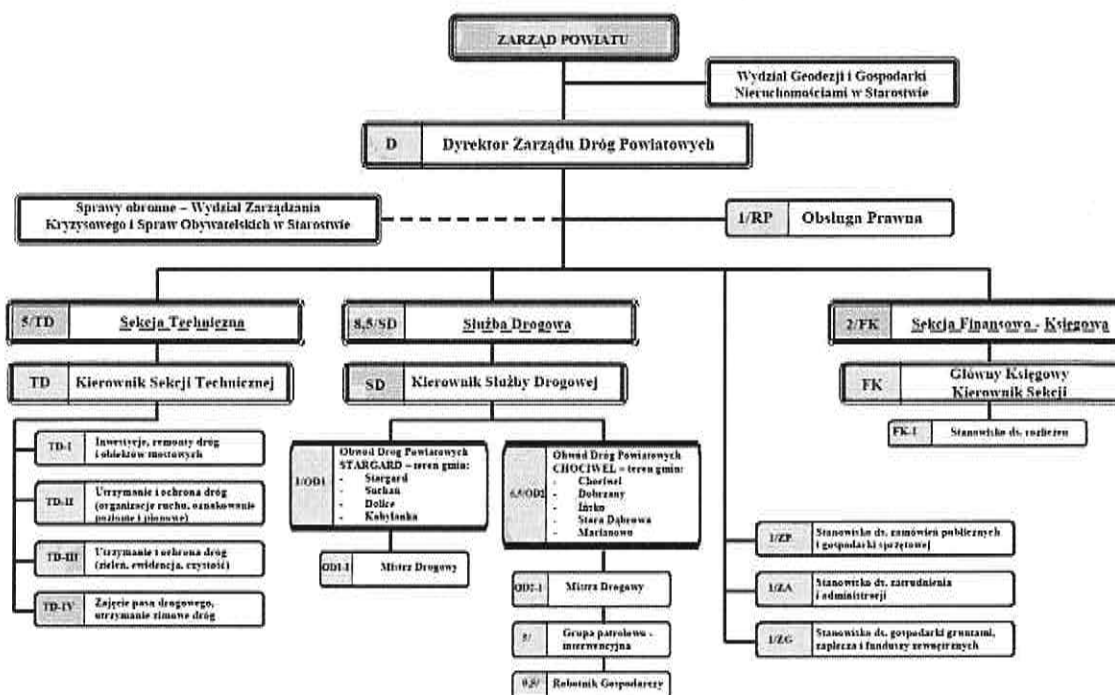 ZARZĄD POWIATU
Wydział Geodezji i Gospodarki
Nieruchomościami w Starostwie
D Dyrektor Zarządu Dróg Powiatowych
Sprawy obronne – Wydział Zarządzania
Kryzysowego i Spraw Obywatelskich w Starostwie
1/RP Obsługa Prawna
5/TD Sekcja Techniczna
8,5/SD Służba Drogowa
2/FK Sekcja Finansowo - Księgowa
TD Kierownik Sekcji Technicznej
SD Kierownik Służby Drogowej
FK Główny Księgowy
Kierownik Sekcji
FK-I Stanowisko ds. rozliczeń
TD-I Inwestycje, remonty dróg
i obiektów mostowych
TD-II Utrzymanie i ochrona dróg
(organizacje ruchu, oznakowanie
poziome i pionowe)
TD-III Utrzymanie i ochrona dróg
(zieleń, ewidencja, czystość)
TD-IV Zajęcie pasa drogowego,
utrzymanie zimowe dróg
1/OD1 Obwód Dróg Powiatowych
STARGARD – teren gmin:
- Stargard
- Suchań
- Dolice
- Kobylanka
OD1-1 Mistrz Drogowy
6,5/OD2 Obwód Dróg Powiatowych
CHOCIWEL – teren gmin:
- Chociwel
- Dobrzany
- Ińsko
- Stara Dąbrowa
- Marianowo
OD2-1 Mistrz Drogowy
5/ Grupa patrolowo -
interwencyjna
0,5/ Robotnik Gospodarczy
1/ZP Stanowisko ds. zamówień publicznych
i gospodarki sprzętowej
1/ZA Stanowisko ds. zatrudnienia
i administracji
1/ZG Stanowisko ds. gospodarki gruntami,
zaplecza i funduszy zewnętrznych